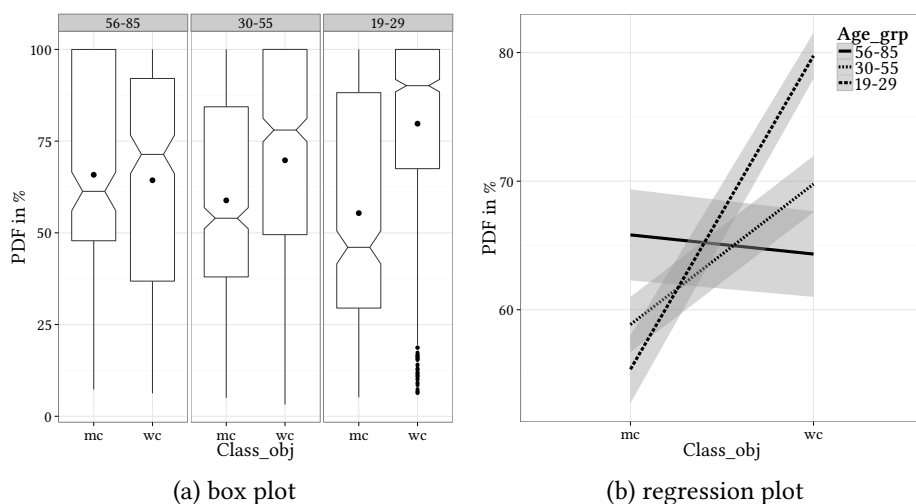 56-85 30-55 19-29
100
75
50
25
0
PDF in %
mc wc mc wc mc wc
Class_obj
(a) box plot
80
70
60
PDF in %
Age_grp
56-85
30-55
19-29
mc wc
Class_obj
(b) regression plot